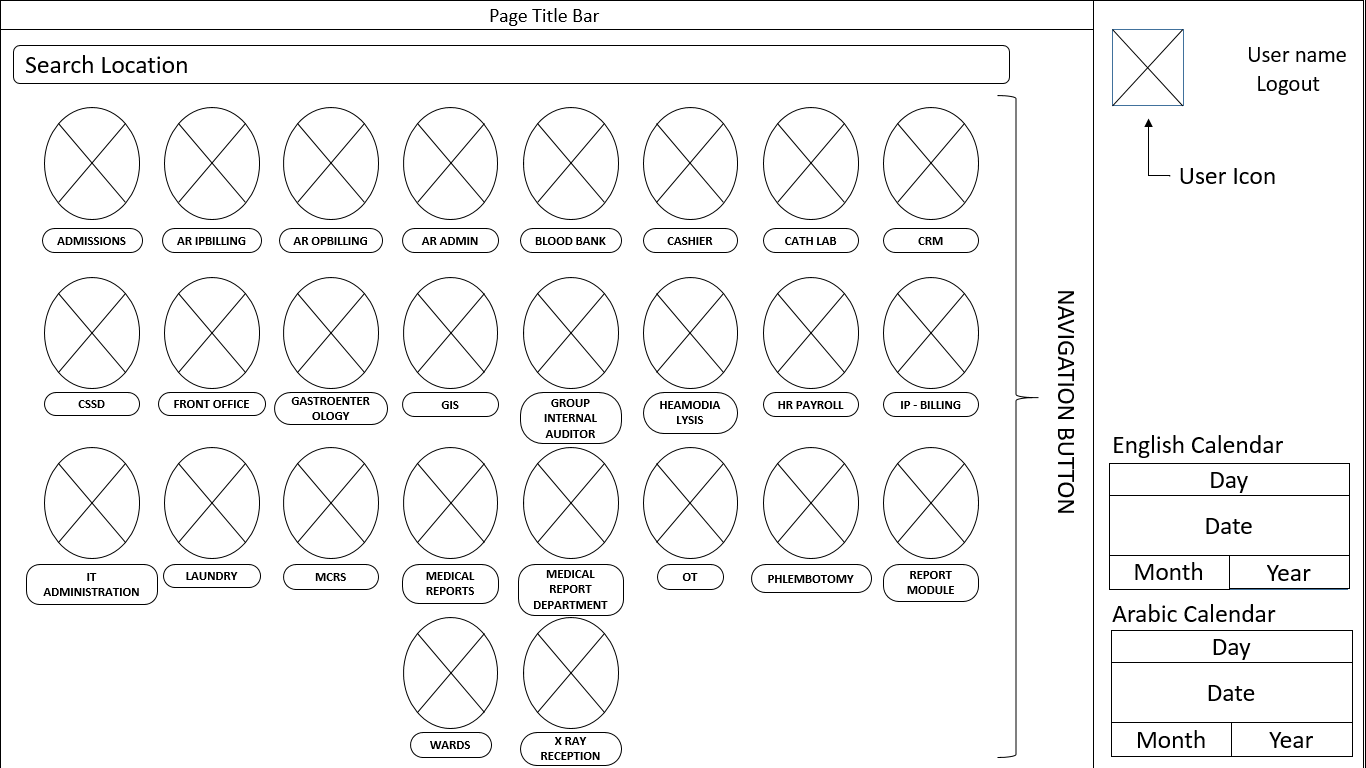 Page Title Bar
Search Location
User name
Logout
User Icon
ADMISSIONS
AR IPBILLING
AR OPBILLING
AR ADMIN
BLOOD BANK
CASHIER
CATH LAB
CRM
CSSD
FRONT OFFICE
GASTROENTER
OLOGY
GIS
GROUP
INTERNAL
AUDITOR
HEAMODIA
LYSIS
HR PAYROLL
IP - BILLING
IT
ADMINISTRATION
LAUNDRY
MCRS
MEDICAL
REPORTS
MEDICAL
REPORT
DEPARTMENT
OT
PHLEMBOTOMY
REPORT
MODULE
WARDS
X RAY
RECEPTION
NAVIGATION BUTTON
English Calendar
Day
Date
Month
Year
Arabic Calendar
Day
Date
Month
Year